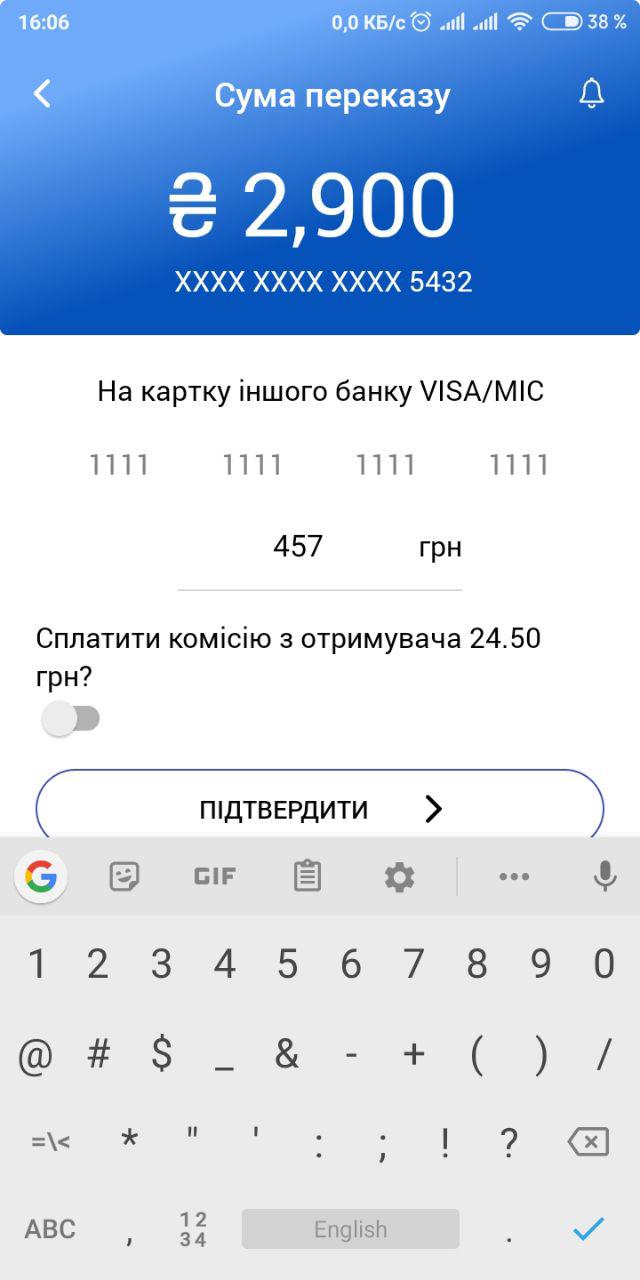 16:06 0,0 КБ/с 38 %
Сума переказу
₴ 2,900
XXXX XXXX XXXX 5432
На картку іншого банку VISA/MIC
1111 1111 1111 1111
457 грн
Сплатити комісію з отримувача 24.50
грн?
ПІДТВЕРДИТИ
G GIF
1 2 3 4 5 6 7 8 9 0
@ # $ _ & - + ( ) /
=\< * " ' : ; ! ?
ABC , 12 English .
34